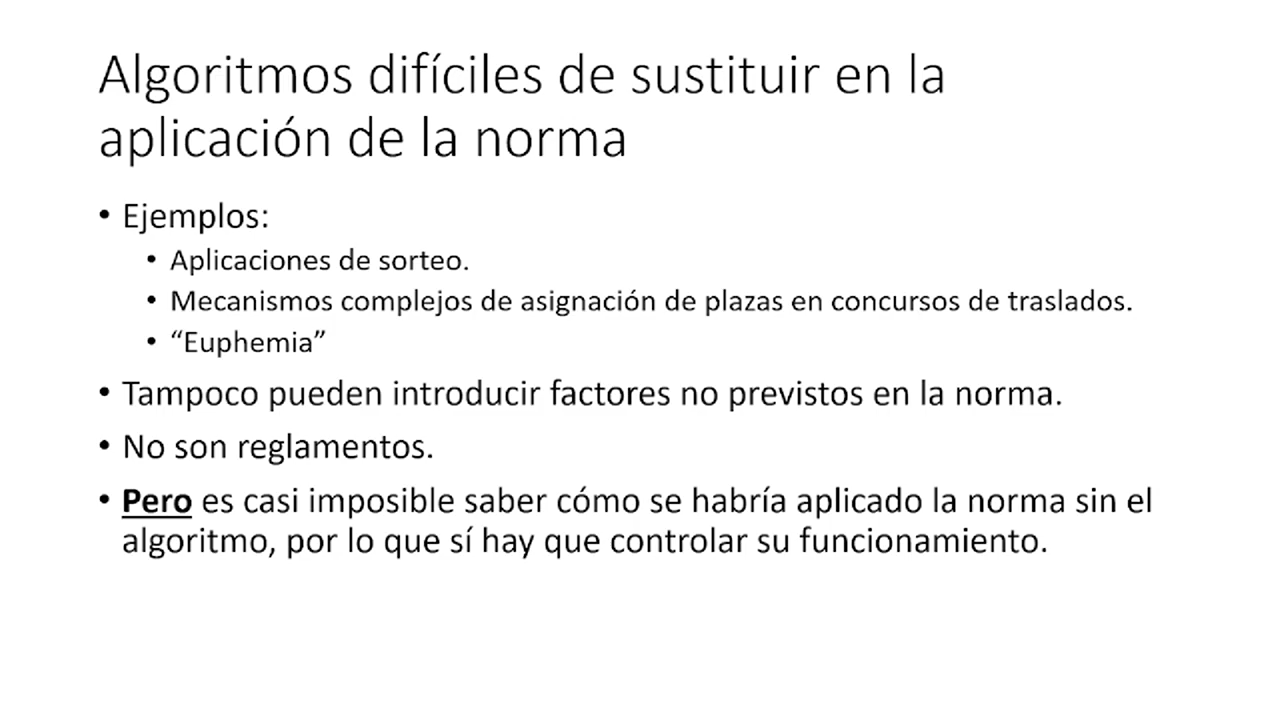 Algoritmos difíciles de sustituir en la
aplicación de la norma
• Ejemplos:
• Aplicaciones de sorteo.
• Mecanismos complejos de asignación de plazas en concursos de traslados.
• “Euphemia”
• Tampoco pueden introducir factores no previstos en la norma.
• No son reglamentos.
• Pero es casi imposible saber cómo se habría aplicado la norma sin el
algoritmo, por lo que sí hay que controlar su funcionamiento.